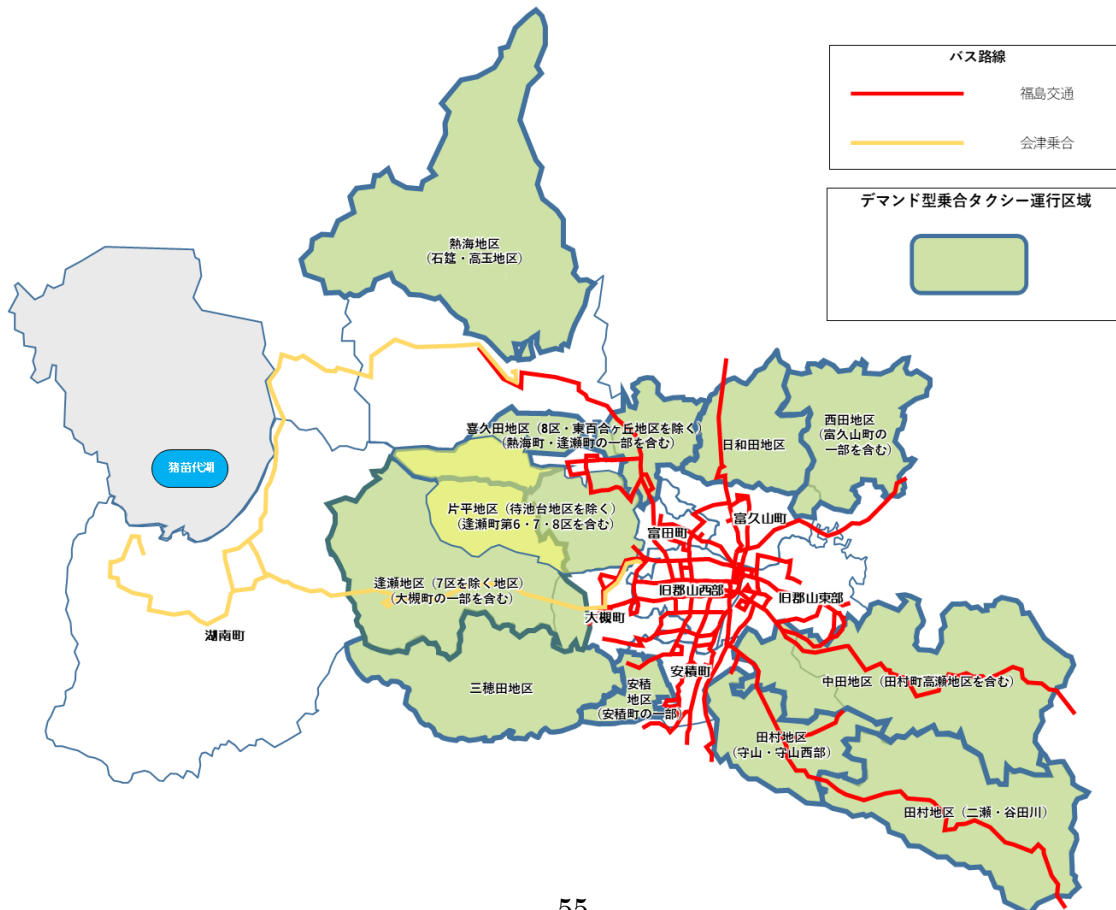 バス路線
福島交通
会津乗合
デマンド型乗合タクシー運行区域
熱海地区
(石筵・高玉地区)
喜久田地区(8区・東百合ケ丘地区を除く)
(熱海町・逢瀬町の一部を含む)
日和田地区
西田地区
(富久山町の
一部を含む)
猪苗代湖
片平地区(待池台地区を除く)
(逢瀬町第6・7・8区を含む)
富田町
富久山町
逢瀬地区(7区を除く地区)
(大槻町の一部を含む)
旧郡山西部
旧郡山東部
大槻町
湖南町
三穂田地区
安積
地区
(安積町の一部)
安積町
中田地区(田村町高瀬地区を含む)
田村地区
(守山・守山西部)
田村地区(二瀬・谷田川)
55